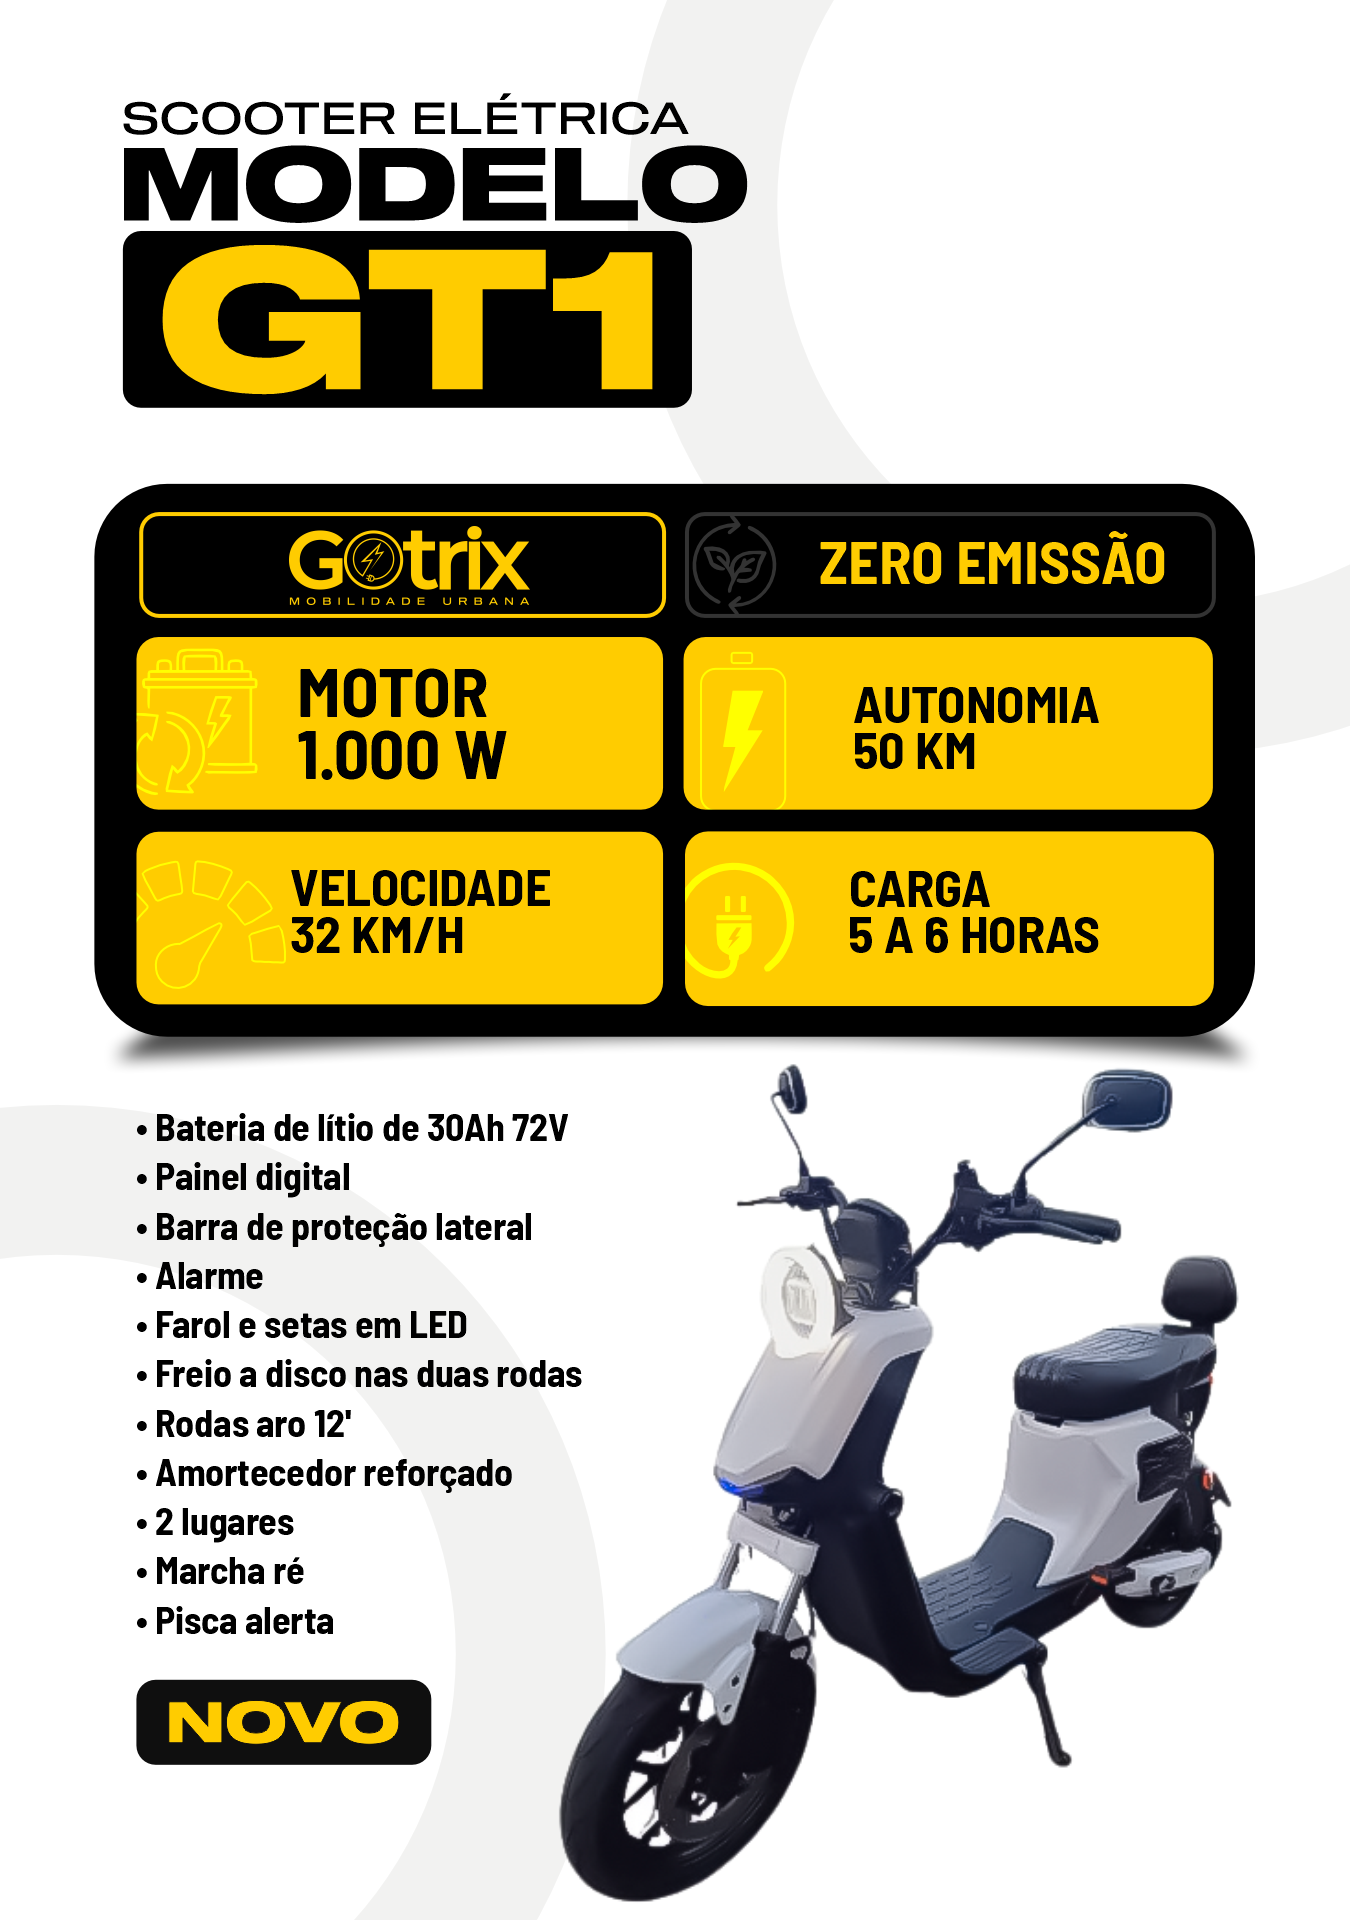 SCOOTER ELÉTRICA
MODELO
GT1
Gotrix
MOBILIDADE URBANA
ZERO EMISSÃO
MOTOR
1.000 W
AUTONOMIA
50 KM
VELOCIDADE
32 KM/H
CARGA
5 A 6 HORAS
• Bateria de lítio de 30Ah 72V
• Painel digital
• Barra de proteção lateral
• Alarme
• Farol e setas em LED
• Freio a disco nas duas rodas
• Rodas aro 12'
• Amortecedor reforçado
• 2 lugares
• Marcha ré
• Pisca alerta
NOVO